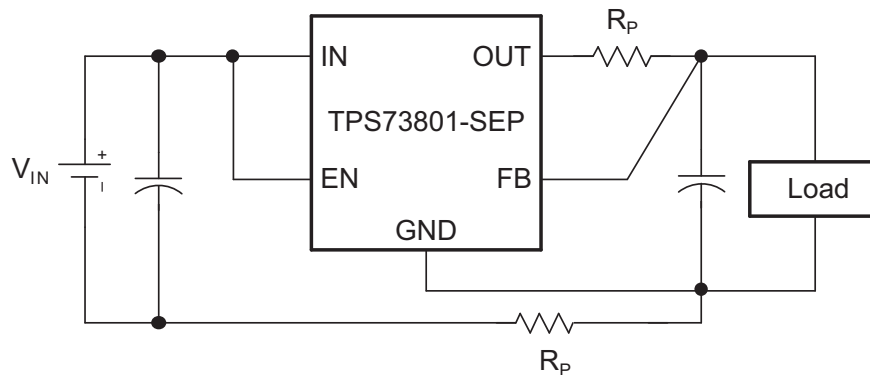 R_P
IN OUT
TPS73801-SEP
V_IN
+
EN FB
Load
GND
R_P